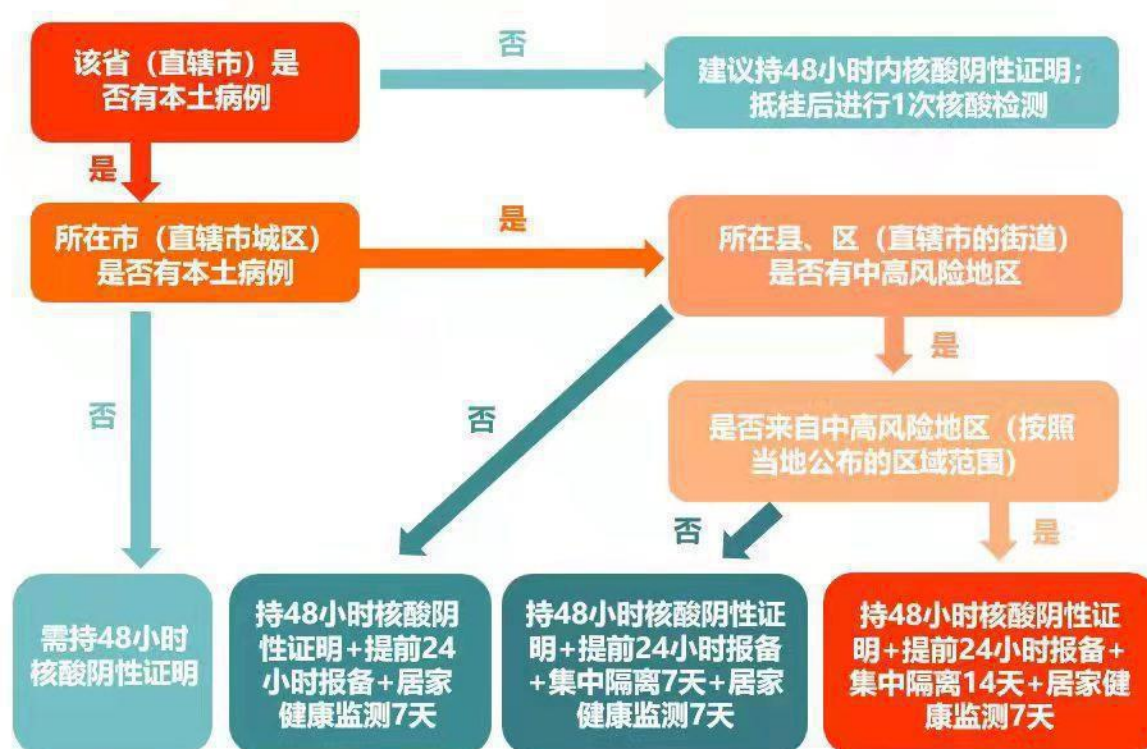 该省（直辖市）是
否有本土病例
否
建议持48小时内核酸阴性证明；
抵桂后进行1次核酸检测
是
所在市（直辖市城区）
是否有本土病例
是
所在县、区（直辖市的街道）
是否有中高风险地区
否
否
是
是否来自中高风险地区（按照
当地公布的区域范围）
否
是
需持48小时
核酸阴性证明
持48小时核酸阴
性证明+提前24
小时报备+居家
健康监测7天
持48小时核酸阴性证
明+提前24小时报备
+集中隔离7天+居家
健康监测7天
持48小时核酸阴性证
明+提前24小时报备+
集中隔离14天+居家健
康监测7天